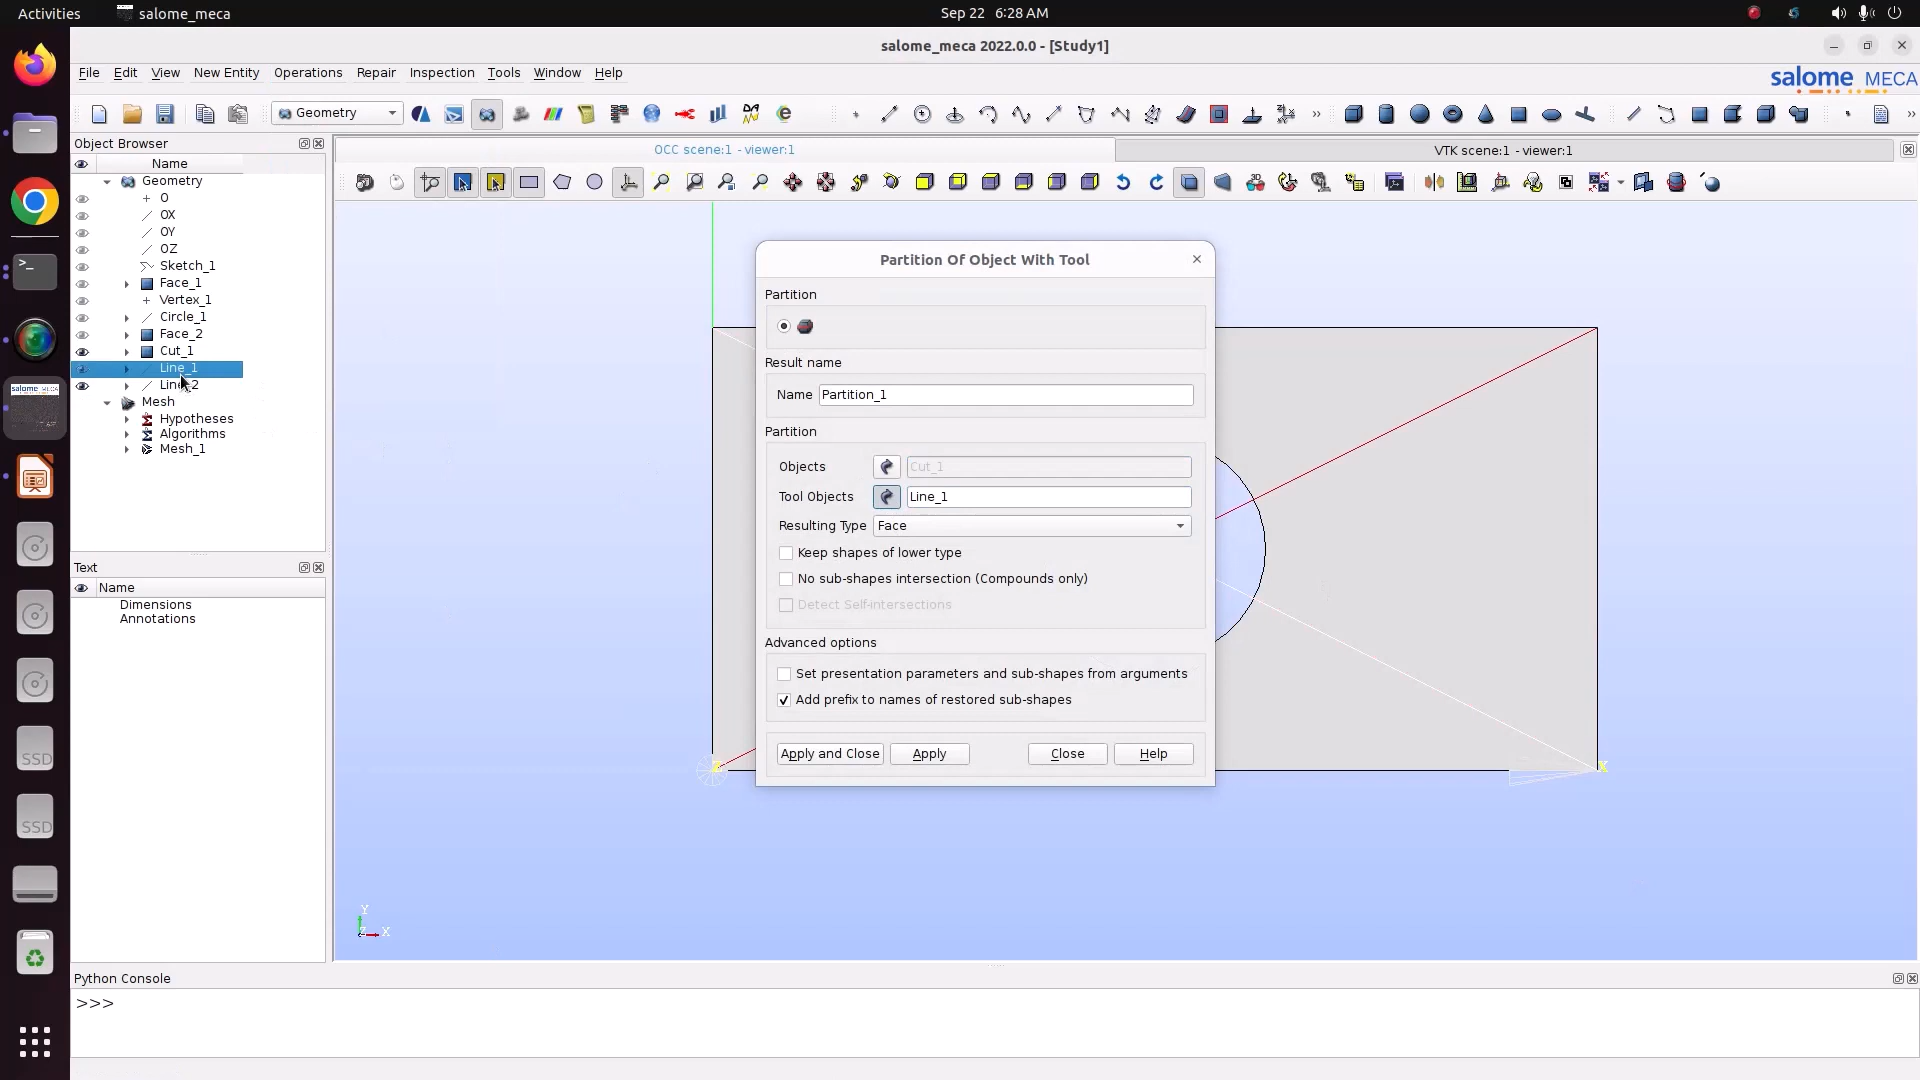 Activities
salome_meca
Sep 22 6:28 AM
salome_meca 2022.0.0 - [Study1]
File Edit View New Entity Operations Repair Inspection Tools Window Help
salome MECA
Geometry
»
»
Object Browser
OCC scene:1 - viewer:1
VTK scene:1 - viewer:1
Name
Geometry
O
OX
OY
OZ
Sketch_1
Face_1
Vertex_1
Circle_1
Face_2
Cut_1
Line_1
Line_2
Mesh
Hypotheses
Algorithms
Mesh_1
Partition Of Object With Tool
Partition
Result name
Name Partition_1
Partition
Objects Cut_1
Tool Objects Line_1
Resulting Type Face
Keep shapes of lower type
No sub-shapes intersection (Compounds only)
Detect Self-intersections
Advanced options
Set presentation parameters and sub-shapes from arguments
Add prefix to names of restored sub-shapes
Apply and Close Apply Close Help
X
Text
Name
Dimensions
Annotations
Y
Z X
SSD
SSD
Python Console
>>>